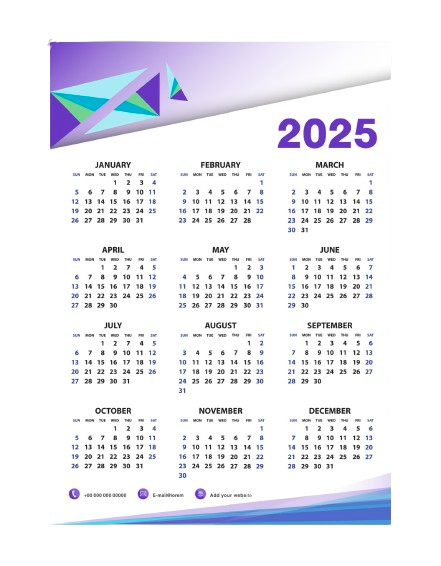 2025
JANUARY
SUN MON TUE WED THU FRI SAT
1 2 3 4
5 6 7 8 9 10 11
12 13 14 15 16 17 18
19 20 21 22 23 24 25
26 27 28 29 30 31
FEBRUARY
SUN MON TUE WED THU FRI SAT
1
2 3 4 5 6 7 8
9 10 11 12 13 14 15
16 17 18 19 20 21 22
23 24 25 26 27 28
MARCH
SUN MON TUE WED THU FRI SAT
1
2 3 4 5 6 7 8
9 10 11 12 13 14 15
16 17 18 19 20 21 22
23 24 25 26 27 28 29
30 31
APRIL
SUN MON TUE WED THU FRI SAT
1 2 3 4 5
6 7 8 9 10 11 12
13 14 15 16 17 18 19
20 21 22 23 24 25 26
27 28 29 30
MAY
SUN MON TUE WED THU FRI SAT
1 2 3
4 5 6 7 8 9 10
11 12 13 14 15 16 17
18 19 20 21 22 23 24
25 26 27 28 29 30 31
JUNE
SUN MON TUE WED THU FRI SAT
1 2 3 4 5 6 7
8 9 10 11 12 13 14
15 16 17 18 19 20 21
22 23 24 25 26 27 28
29 30
JULY
SUN MON TUE WED THU FRI SAT
1 2 3 4 5
6 7 8 9 10 11 12
13 14 15 16 17 18 19
20 21 22 23 24 25 26
27 28 29 30 31
AUGUST
SUN MON TUE WED THU FRI SAT
1 2
3 4 5 6 7 8 9
10 11 12 13 14 15 16
17 18 19 20 21 22 23
24 25 26 27 28 29 30
31
SEPTEMBER
SUN MON TUE WED THU FRI SAT
1 2 3 4 5 6
7 8 9 10 11 12 13
14 15 16 17 18 19 20
21 22 23 24 25 26 27
28 29 30
OCTOBER
SUN MON TUE WED THU FRI SAT
1 2 3 4
5 6 7 8 9 10 11
12 13 14 15 16 17 18
19 20 21 22 23 24 25
26 27 28 29 30 31
NOVEMBER
SUN MON TUE WED THU FRI SAT
1
2 3 4 5 6 7 8
9 10 11 12 13 14 15
16 17 18 19 20 21 22
23 24 25 26 27 28 29
30
DECEMBER
SUN MON TUE WED THU FRI SAT
1 2 3 4 5 6
7 8 9 10 11 12 13
14 15 16 17 18 19 20
21 22 23 24 25 26 27
28 29 30 31
+00 000 000 00000 E-mail@lorem Add your website